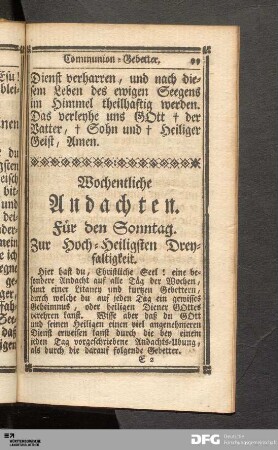 Communion-Gebetter, 99
Dienst verharren, und nach die-
sem Leben des ewigen Seegens
im Himmel theilhafftig werden.
Das verleyhe uns GOtt † der
Vatter, † Sohn und † Heiliger
Geist, Amen.
Wochentliche
Andachten.
Für den Sonntag.
Zur Hoch-Heiligsten Drey-
faltigkeit.
Hier hast du, Christliche Seel! eine be-
sondere Andacht auf alle Täg der Wochen,
samt einer Litaney und kurzen Gebettern,
durch welche du auf jeden Tag ein gewisses
Geheimnus, oder heiligen Diener GOttes
verehren kanst. Wisse aber daß du GOtt
und seinen Heiligen einen viel angenehmeren
Dienst erweisen kanst durch die bey einem
jeden Tag vorgeschriebene Andachts-Ubung,
als durch die darauf folgende Gebetter.
E 2
DFG